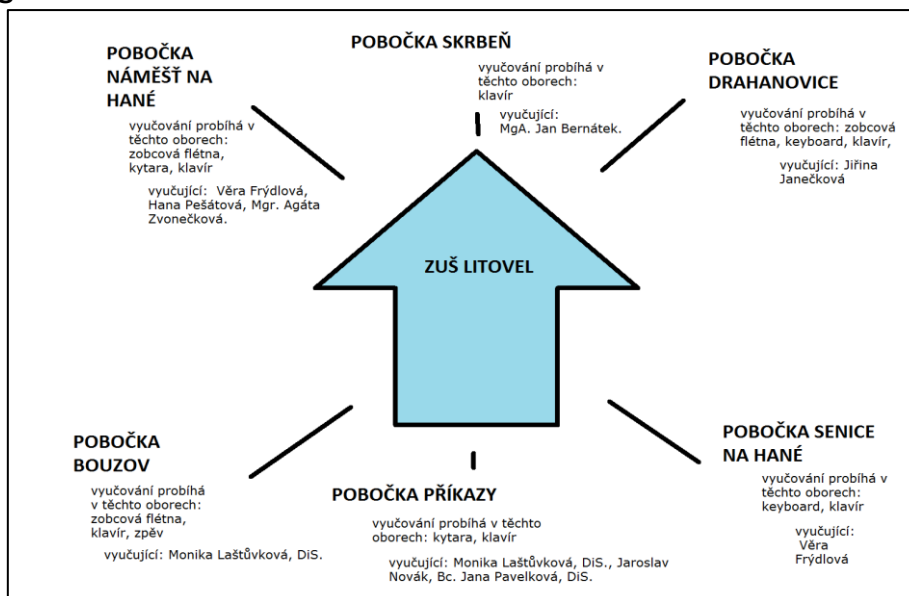 POBOČKA
NÁMĚŠŤ NA
HANÉ
vyučování probíhá v
těchto oborech:
zobcová flétna,
kytara, klavír
vyučující:  Věra Frýdlová,
Hana Pešátová, Mgr. Agáta
Zvonečková.
POBOČKA SKRBEŇ
vyučování probíhá v
těchto oborech:
klavír
vyučující:
MgA. Jan Bernátek.
POBOČKA
DRAHANOVICE
vyučování probíhá v
těchto oborech: zobcová
flétna, keyboard, klavír,
vyučující: Jiřina
Janečková
ZUŠ LITOVEL
POBOČKA
BOUZOV
vyučování probíhá
v těchto oborech:
zobcová flétna,
klavír, zpěv
vyučující: Monika Laštůvková, DiS.
POBOČKA PŘÍKAZY
vyučování probíhá v těchto
oborech: kytara, klavír
vyučující: Monika Laštůvková, DiS., Jaroslav
Novák, Bc. Jana Pavelková, DiS.
POBOČKA SENICE
NA HANÉ
vyučování probíhá v
těchto oborech:
keyboard, klavír
vyučující:
Věra
Frýdlová